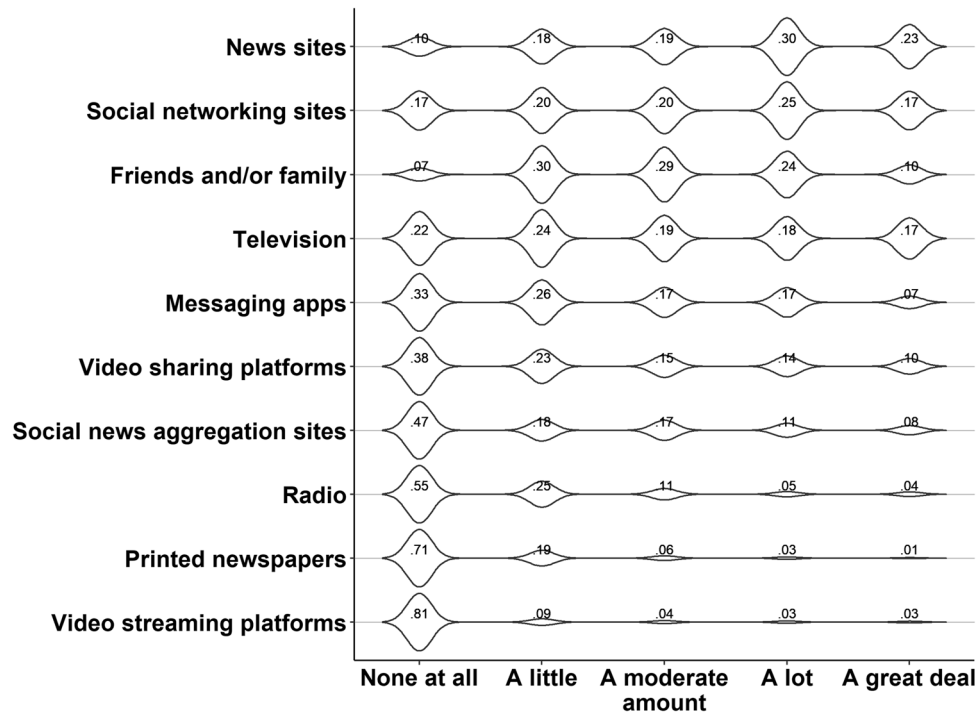 News sites .10 .18 .19 .30 .23
Social networking sites .17 .20 .20 .25 .17
Friends and/or family .07 .30 .29 .24 .10
Television .22 .24 .19 .18 .17
Messaging apps .33 .26 .17 .17 .07
Video sharing platforms .38 .23 .15 .14 .10
Social news aggregation sites .47 .18 .17 .11 .08
Radio .55 .25 .11 .05 .04
Printed newspapers .71 .19 .06 .03 .01
Video streaming platforms .81 .09 .04 .03 .03
None at all A little A moderate A lot A great deal
amount